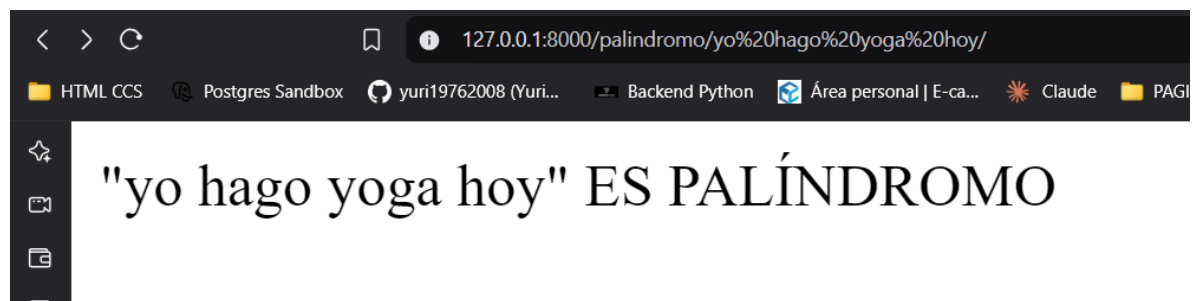 127.0.0.1:8000/palindromo/yo%20hago%20yoga%20hoy/
HTML CCS Postgres Sandbox yuri19762008 (Yuri... Backend Python Área personal | E-ca... Claude PAGI
"yo hago yoga hoy" ES PALÍNDROMO